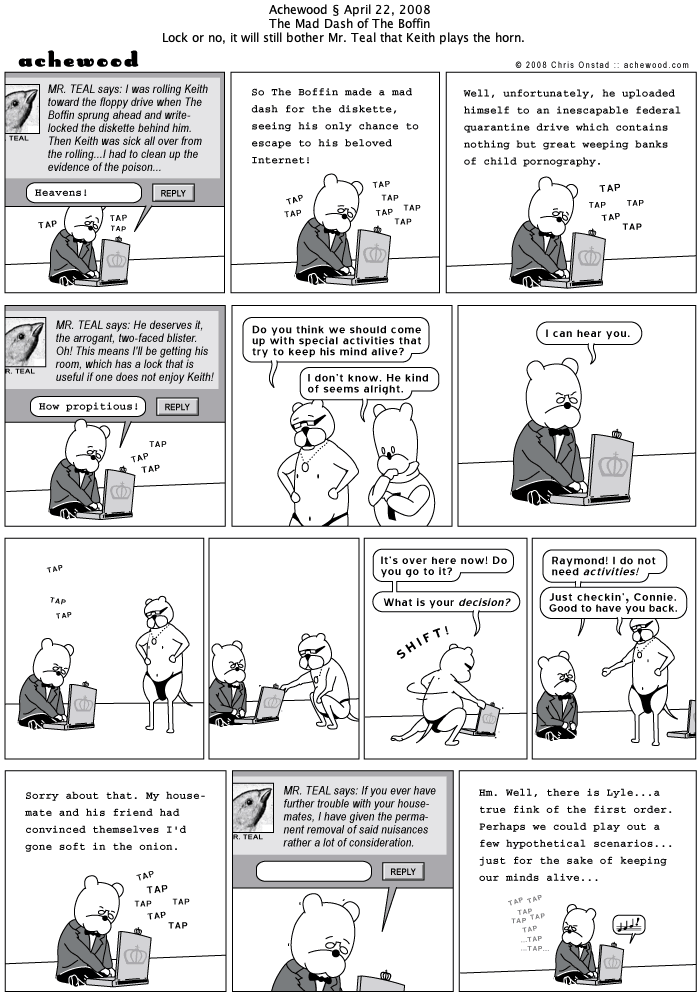 Achewood § April 22, 2008
The Mad Dash of The Boffin
Lock or no, it will still bother Mr. Teal that Keith plays the horn.
achewood
© 2008 Chris Onstad :: achewood.com
MR. TEAL says: I was rolling Keith
toward the floppy drive when The
Boffin sprung ahead and write-
locked the diskette behind him.
Then Keith was sick all over from
the rolling...I had to clean up the
evidence of the poison...
TEAL
Heavens!
REPLY
TAP
TAP
TAP
So The Boffin made a mad
dash for the diskette,
seeing his only chance to
escape to his beloved
Internet!
TAP
TAP
TAP
TAP
TAP
TAP
TAP
Well, unfortunately, he uploaded
himself to an inescapable federal
quarantine drive which contains
nothing but great weeping banks
of child pornography.
TAP
TAP
TAP
TAP
TAP
MR. TEAL says: He deserves it,
the arrogant, two-faced blister.
Oh! This means I'll be getting his
room, which has a lock that is
useful if one does not enjoy Keith!
R. TEAL
How propitious!
REPLY
TAP
TAP
TAP
Do you think we should come
up with special activities that
try to keep his mind alive?
I don't know. He kind
of seems alright.
I can hear you.
TAP
TAP
TAP
It's over here now! Do
you go to it?
What is your decision?
SHIFT!
Raymond! I do not
need activities!
Just checkin', Connie.
Good to have you back.
Sorry about that. My house-
mate and his friend had
convinced themselves I'd
gone soft in the onion.
TAP
TAP
TAP
TAP
TAP
TAP
MR. TEAL says: If you ever have
further trouble with your house-
mates, I have given the perma-
nent removal of said nuisances
rather a lot of consideration.
R. TEAL
REPLY
Hm. Well, there is Lyle...a
true fink of the first order.
Perhaps we could play out a
few hypothetical scenarios...
just for the sake of keeping
our minds alive...
TAP TAP
TAP
TAP TAP
TAP
...TAP
...TAP...